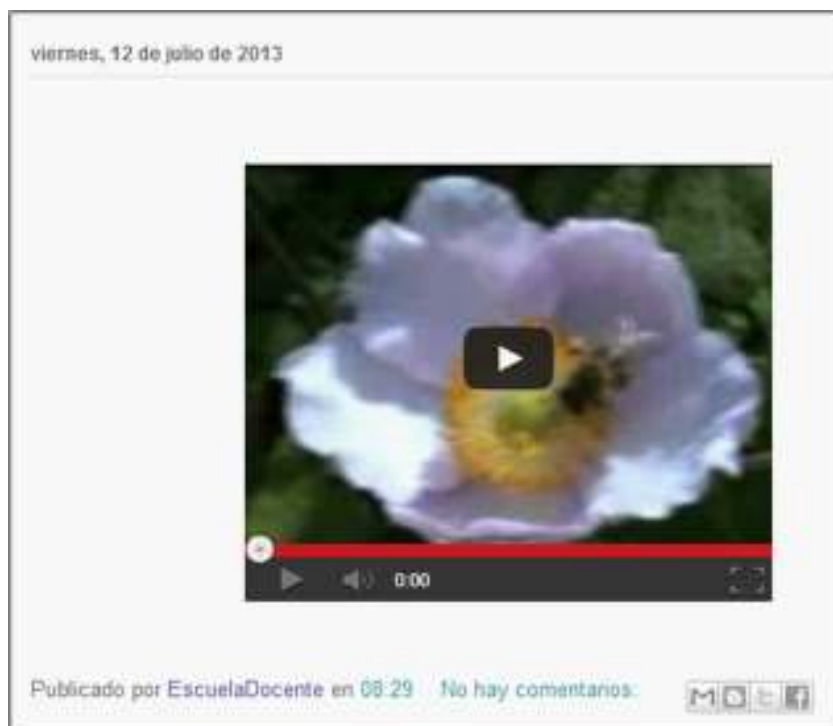 viernes, 12 de julio de 2013
0:00
Publicado por EscuelaDocente en 08:29 No hay comentarios: